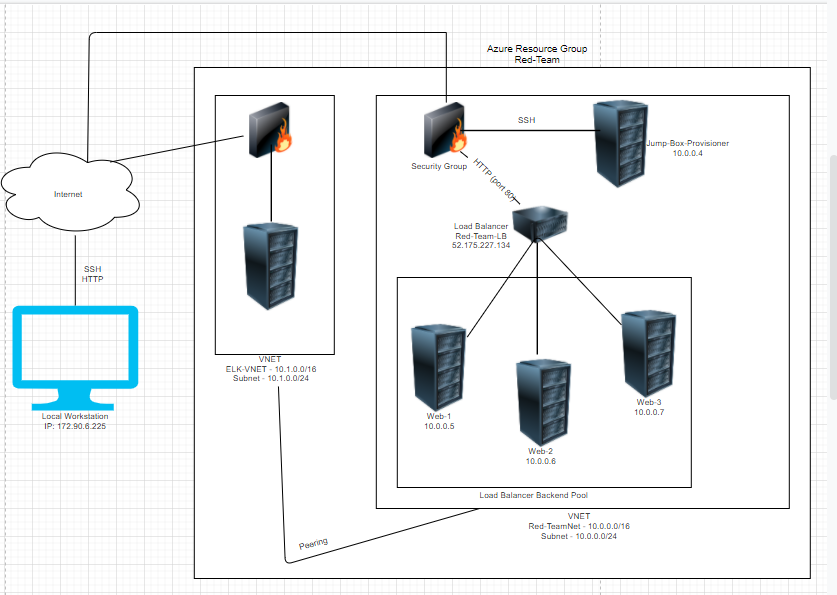 Azure Resource Group
Red-Team
SSH
Jump-Box-Provisioner
10.0.0.4
Security Group
HTTP (port 80)
Internet
Load Balancer
Red-Team-LB
52.175.227.134
SSH
HTTP
VNET
ELK-VNET - 10.1.0.0/16
Subnet - 10.1.0.0/24
Local Workstation
IP: 172.90.6.225
Web-1
10.0.0.5
Web-3
10.0.0.7
Web-2
10.0.0.6
Load Balancer Backend Pool
VNET
Red-TeamNet - 10.0.0.0/16
Subnet - 10.0.0.0/24
Peering